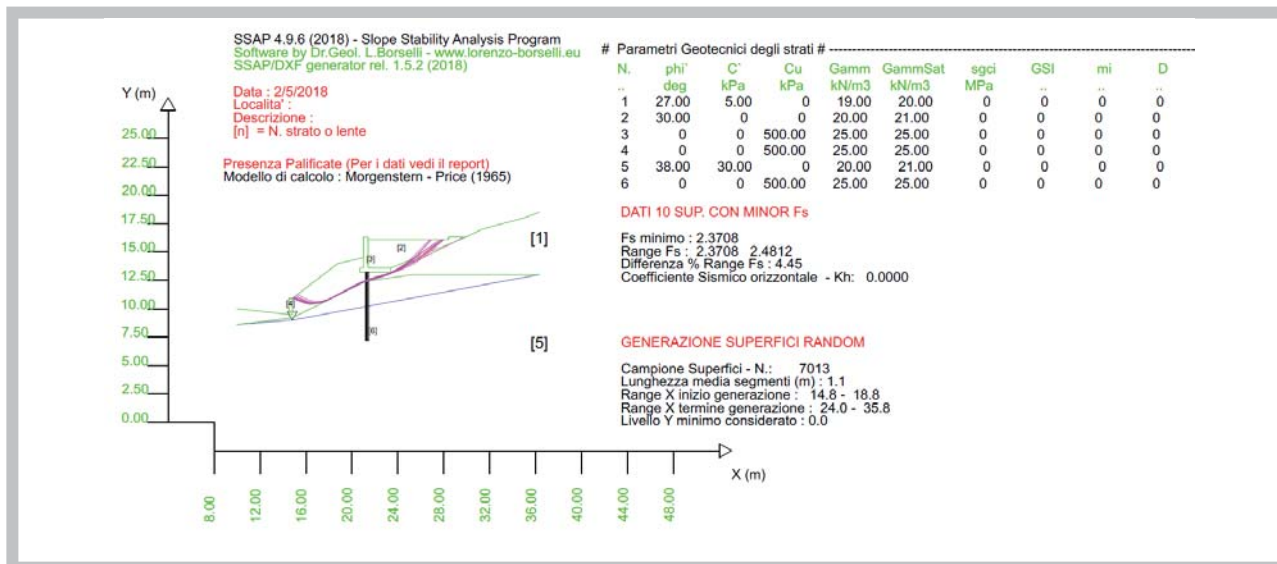 SSAP 4.9.6 (2018) - Slope Stability Analysis Program
Software by Dr.Geol. L.Borselli - www.lorenzo-borselli.eu
SSAP/DXF generator rel. 1.5.2 (2018)
Data : 2/5/2018
Localita' :
Descrizione :
[n] = N. strato o lente
Presenza Palificate (Per i dati vedi il report)
Modello di calcolo : Morgenstern - Price (1965)
# Parametri Geotecnici degli strati # -----------------------------------------------------------------------------------------
N. phi` C` Cu Gamm GammSat sgci GSI mi D
.. deg kPa kPa kN/m3 kN/m3 MPa .. .. ..
1 27.00 5.00 0 19.00 20.00 0 0 0 0
2 30.00 0 0 20.00 21.00 0 0 0 0
3 0 0 500.00 25.00 25.00 0 0 0 0
4 0 0 500.00 25.00 25.00 0 0 0 0
5 38.00 30.00 0 20.00 21.00 0 0 0 0
6 0 0 500.00 25.00 25.00 0 0 0 0
DATI 10 SUP. CON MINOR Fs
Fs minimo : 2.3708
Range Fs : 2.3708 2.4812
Differenza % Range Fs : 4.45
Coefficiente Sismico orizzontale - Kh: 0.0000
GENERAZIONE SUPERFICI RANDOM
Campione Superfici - N.: 7013
Lunghezza media segmenti (m) : 1.1
Range X inizio generazione : 14.8 - 18.8
Range X termine generazione : 24.0 - 35.8
Livello Y minimo considerato : 0.0
Y (m)
25.00
22.50
20.00
17.50
15.00
12.50
10.00
7.50
5.00
2.50
0.00
[1]
[2]
[3]
[4]
[5]
[6]
X (m)
8.00
12.00
16.00
20.00
24.00
28.00
32.00
36.00
40.00
44.00
48.00